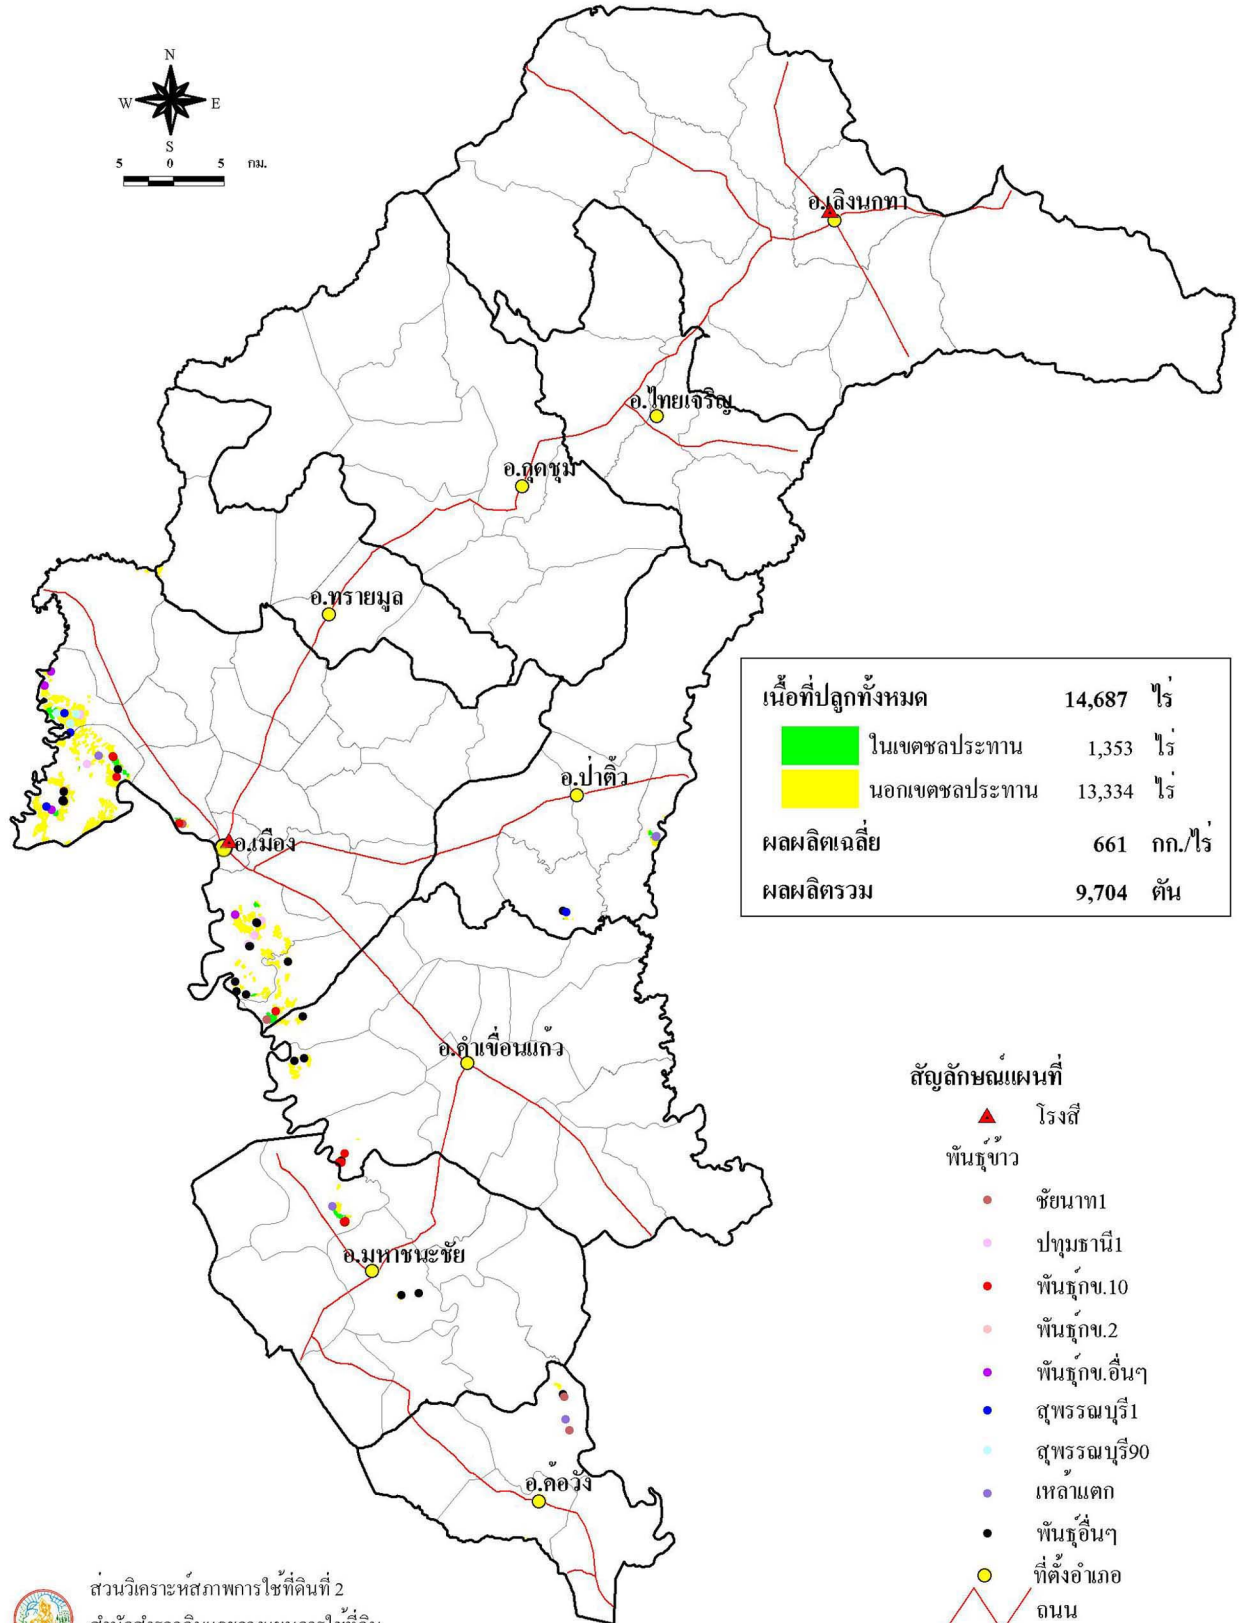 N
W E
S
5 0 5 กม.
อ.เลิงนกทา
อ.ไทยเจริญ
อ.กุดชุม
อ.ทรายมูล
เนื้อที่ปลูกทั้งหมด 14,687 ไร่
ในเขตชลประทาน 1,353 ไร่
นอกเขตชลประทาน 13,334 ไร่
ผลผลิตเฉลี่ย 661 กก./ไร่
ผลผลิตรวม 9,704 ตัน
อ.ป่าติ้ว
อ.เมือง
อ.คำเขื่อนแก้ว
อ.มหาชนะชัย
อ.ค้อวัง
สัญลักษณ์แผนที่
โรงสี
พันธุ์ข้าว
ชัยนาท1
ปทุมธานี1
พันธุ์กข.10
พันธุ์กข.2
พันธุ์กข.อื่นๆ
สุพรรณบุรี1
สุพรรณบุรี90
เหล้าแตก
พันธุ์อื่นๆ
ที่ตั้งอำเภอ
ถนน
ส่วนวิเคราะห์สภาพการใช้ที่ดินที่ 2